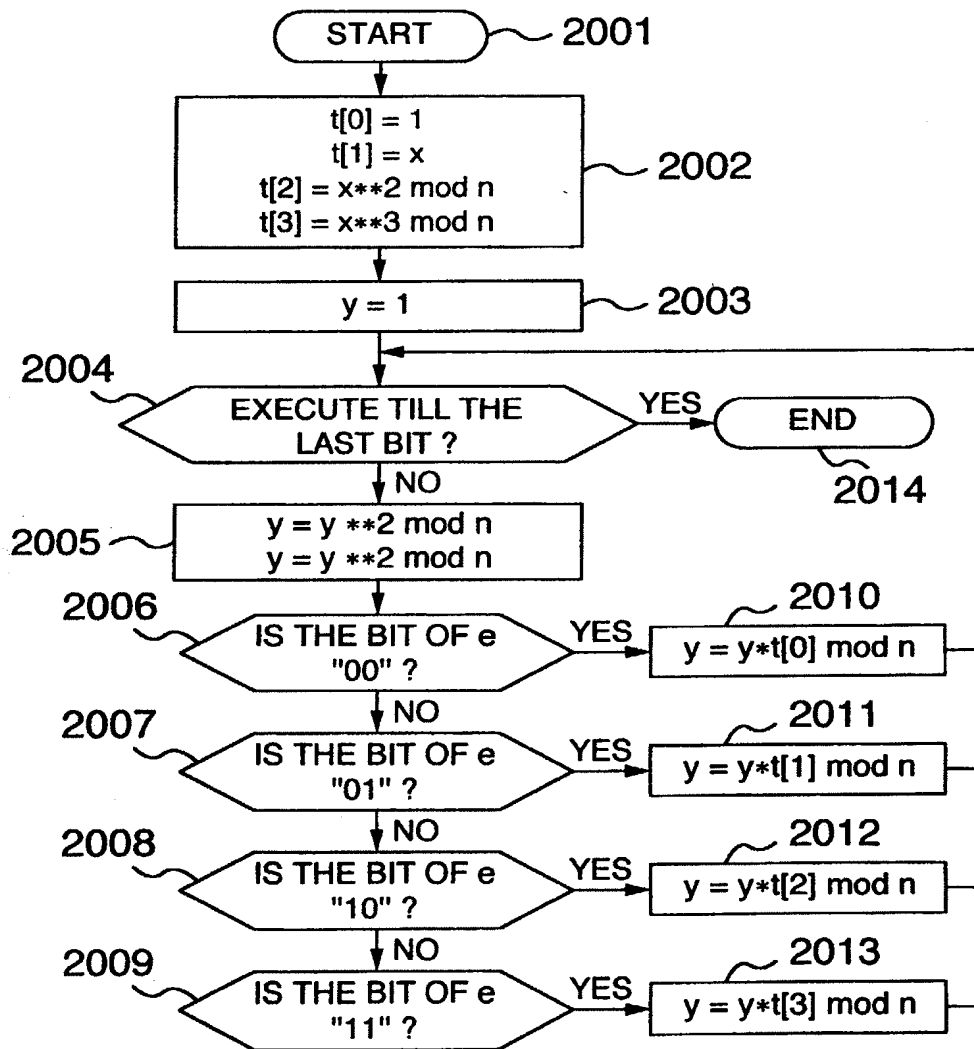 START
2001
t[0] = 1
t[1] = x
t[2] = x**2 mod n
t[3] = x**3 mod n
2002
y = 1
2003
2004
EXECUTE TILL THE
LAST BIT ?
YES
END
2014
NO
2005
y = y **2 mod n
y = y **2 mod n
2006
IS THE BIT OF e
"00" ?
YES
2010
y = y*t[0] mod n
NO
2007
IS THE BIT OF e
"01" ?
YES
2011
y = y*t[1] mod n
NO
2008
IS THE BIT OF e
"10" ?
YES
2012
y = y*t[2] mod n
NO
2009
IS THE BIT OF e
"11" ?
YES
2013
y = y*t[3] mod n